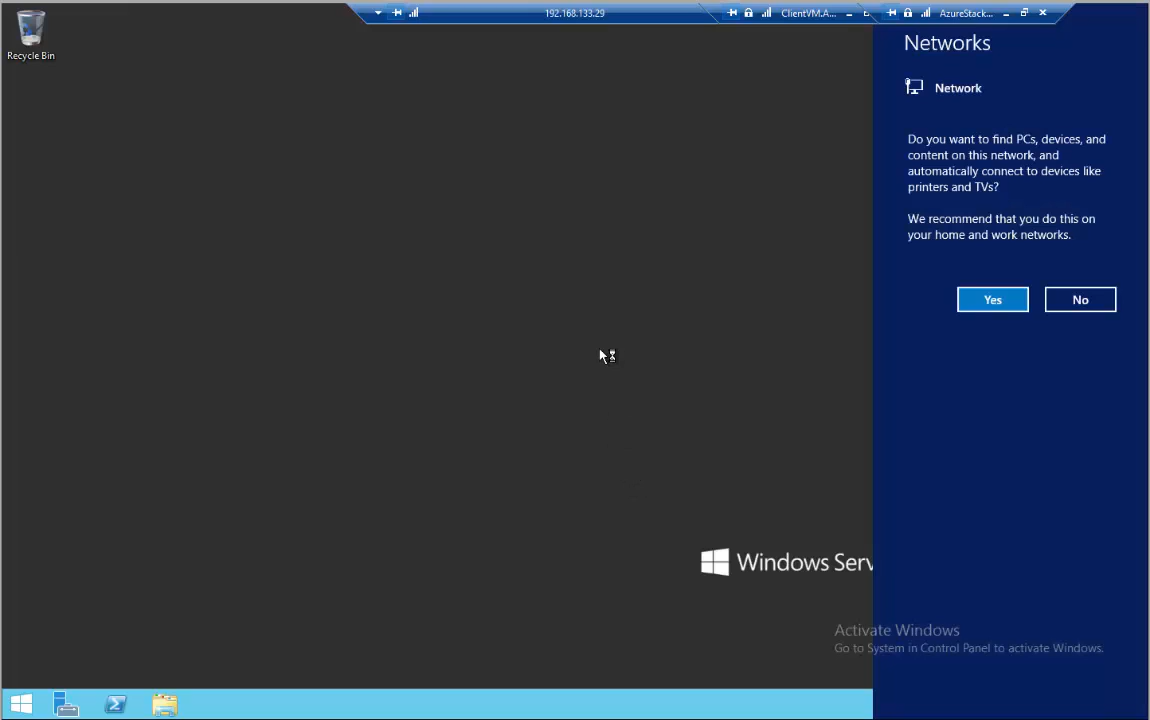 Recycle Bin
192.168.133.29
ClientVM.A...
AzureStack...
Networks
Network
Do you want to find PCs, devices, and
content on this network, and
automatically connect to devices like
printers and TVs?
We recommend that you do this on
your home and work networks.
Yes
No
Windows Serv
Activate Windows
Go to System in Control Panel to activate Windows.